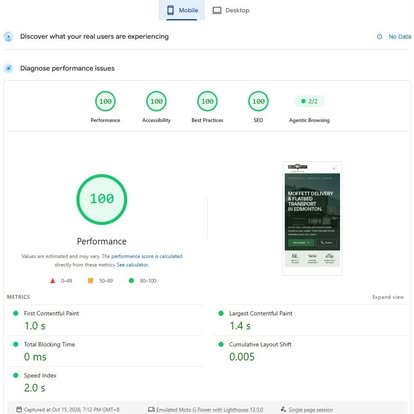 Mobile
Desktop
Discover what your real users are experiencing
No Data
Diagnose performance issues
100
100
100
100
2/2
Performance
Accessibility
Best Practices
SEO
Agentic Browsing
100
Performance
Values are estimated and may vary. The performance score is calculated
directly from these metrics. See calculator.
0–49
50–89
90–100
MOFFETT DELIVERY
& FLATBED
TRANSPORT
IN EDMONTON.
METRICS
Expand view
First Contentful Paint
1.0 s
Largest Contentful Paint
1.4 s
Total Blocking Time
0 ms
Cumulative Layout Shift
0.005
Speed Index
2.0 s
Captured at Oct 15, 2026, 7:12 PM GMT-6
Emulated Moto G Power with Lighthouse 13.5.0
Single page session